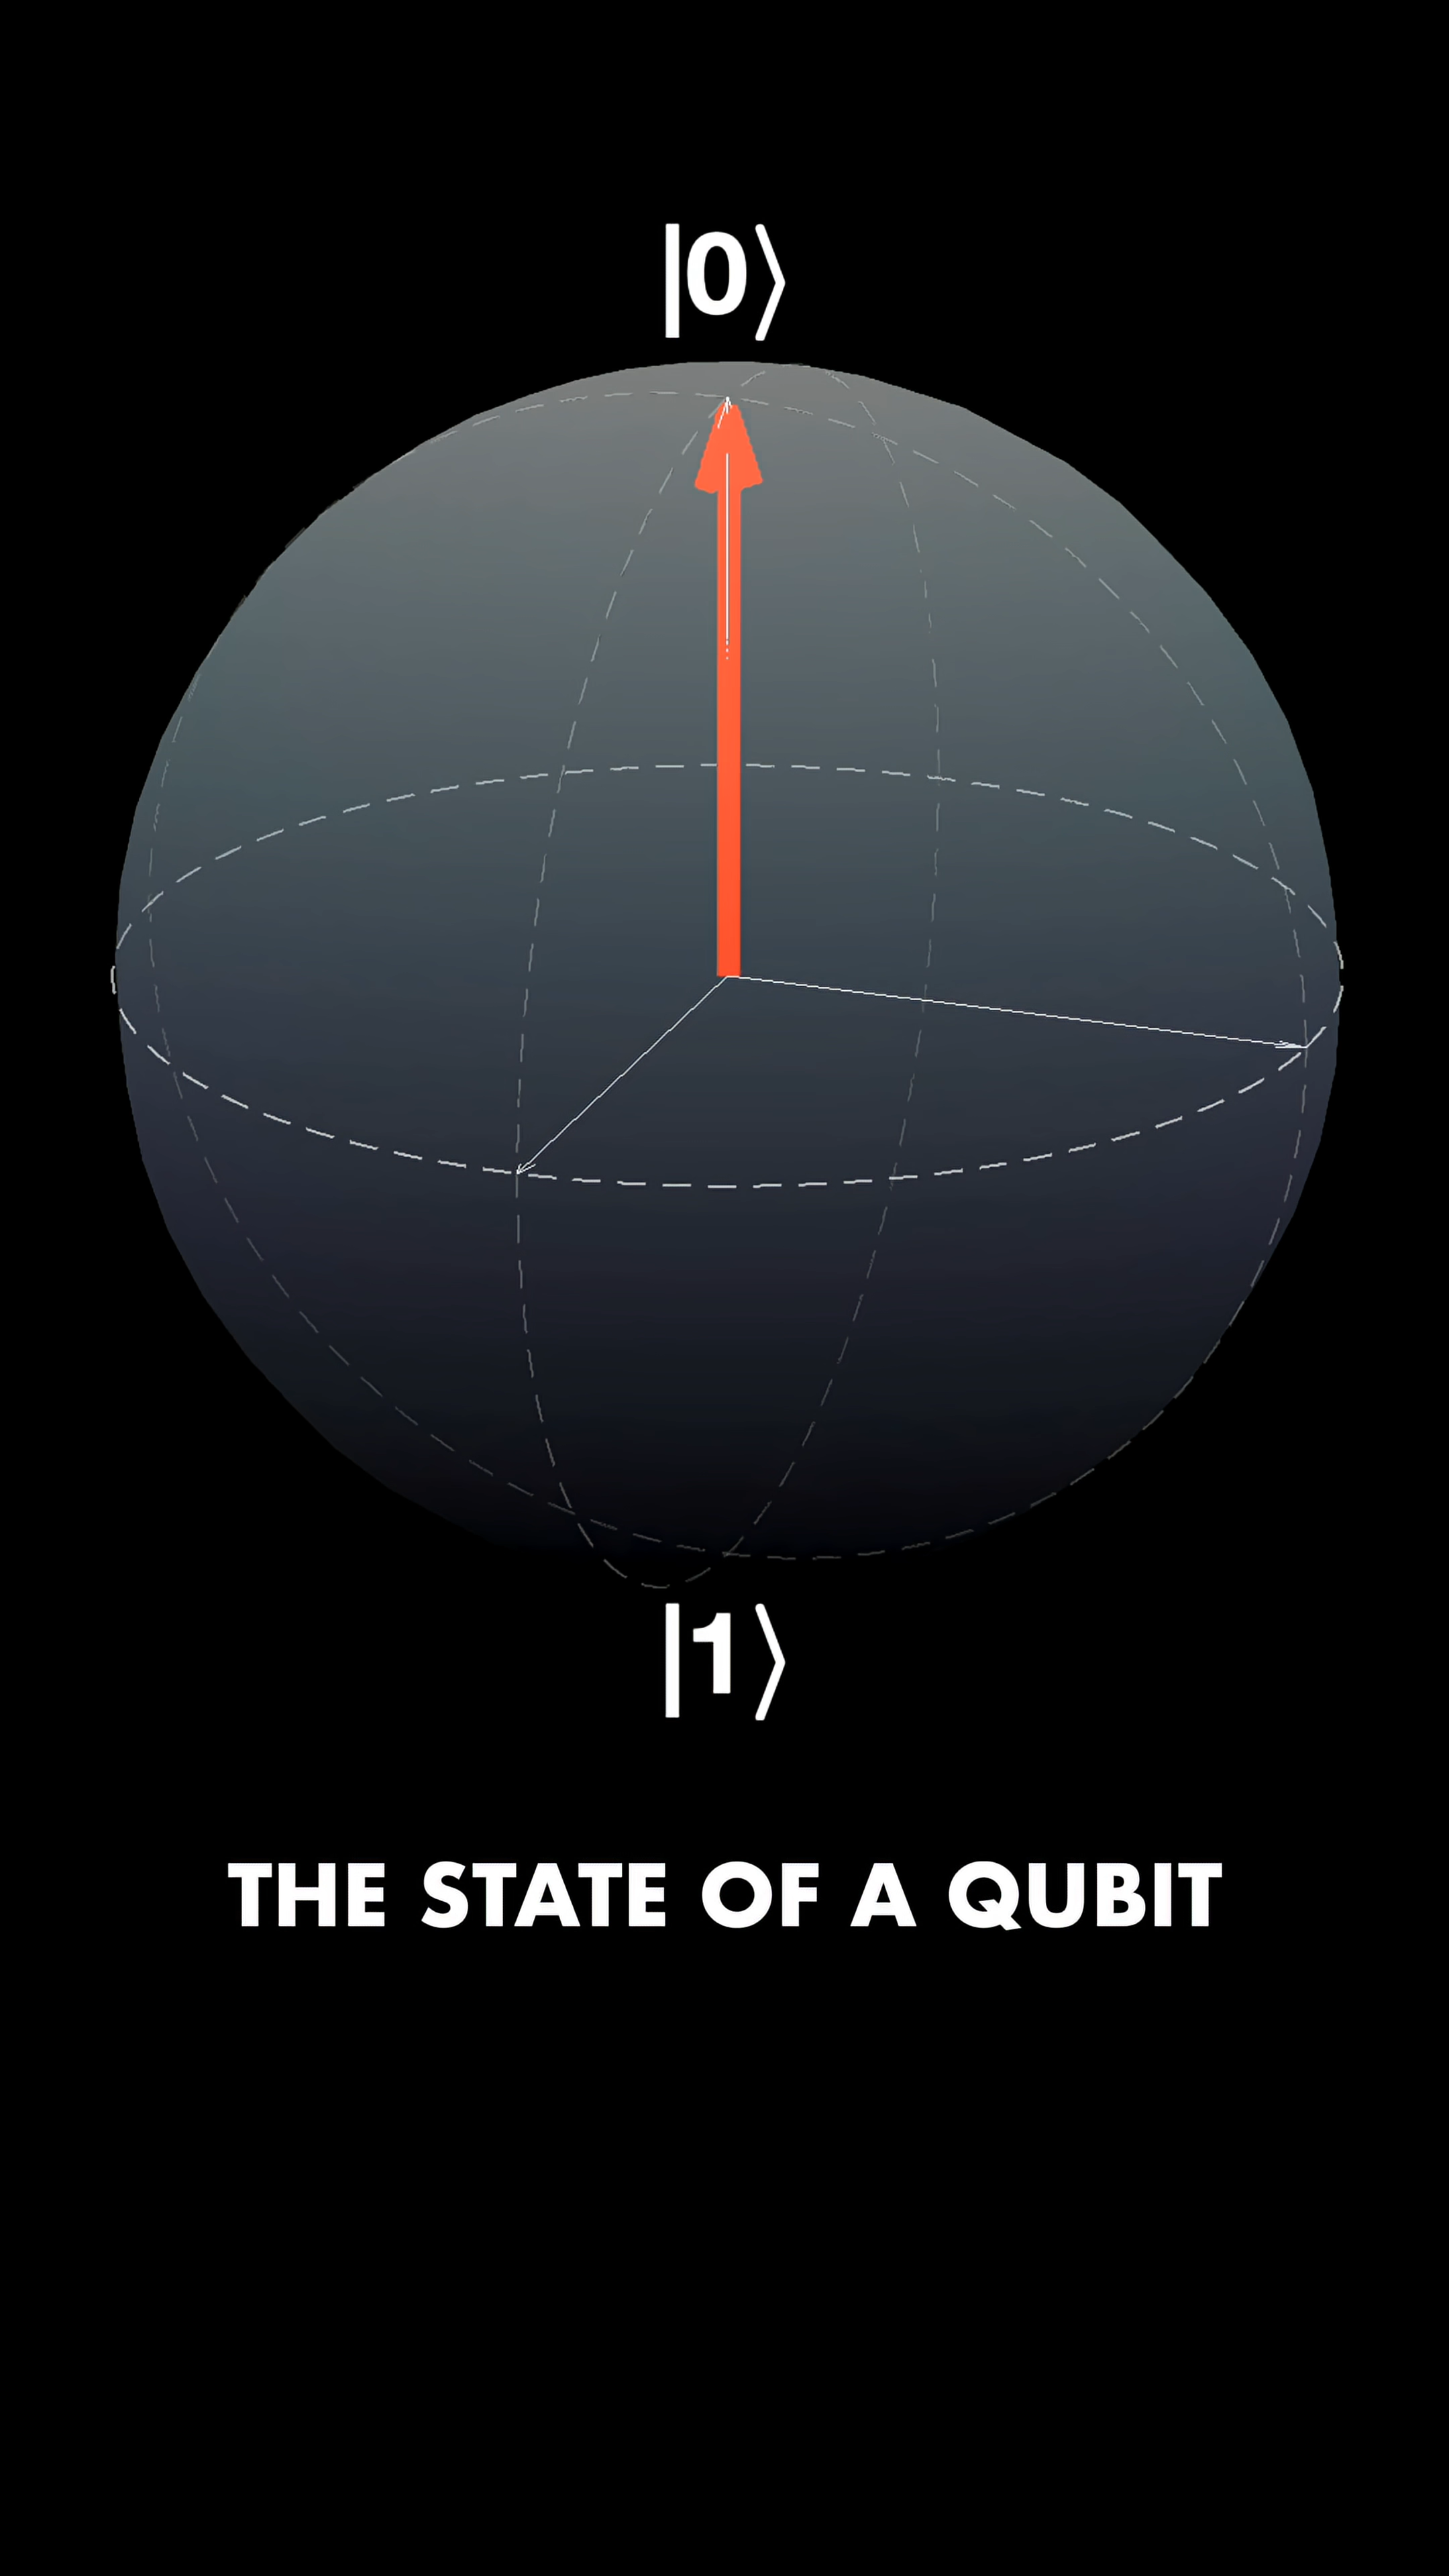 |0⟩
|1⟩
THE STATE OF A QUBIT